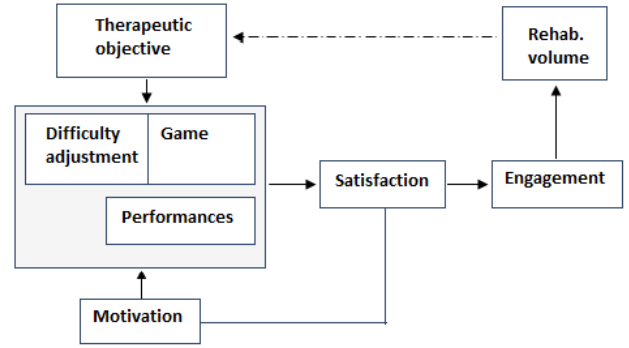 Therapeutic
objective
Rehab.
volume
Difficulty
adjustment
Game
Performances
Satisfaction
Engagement
Motivation